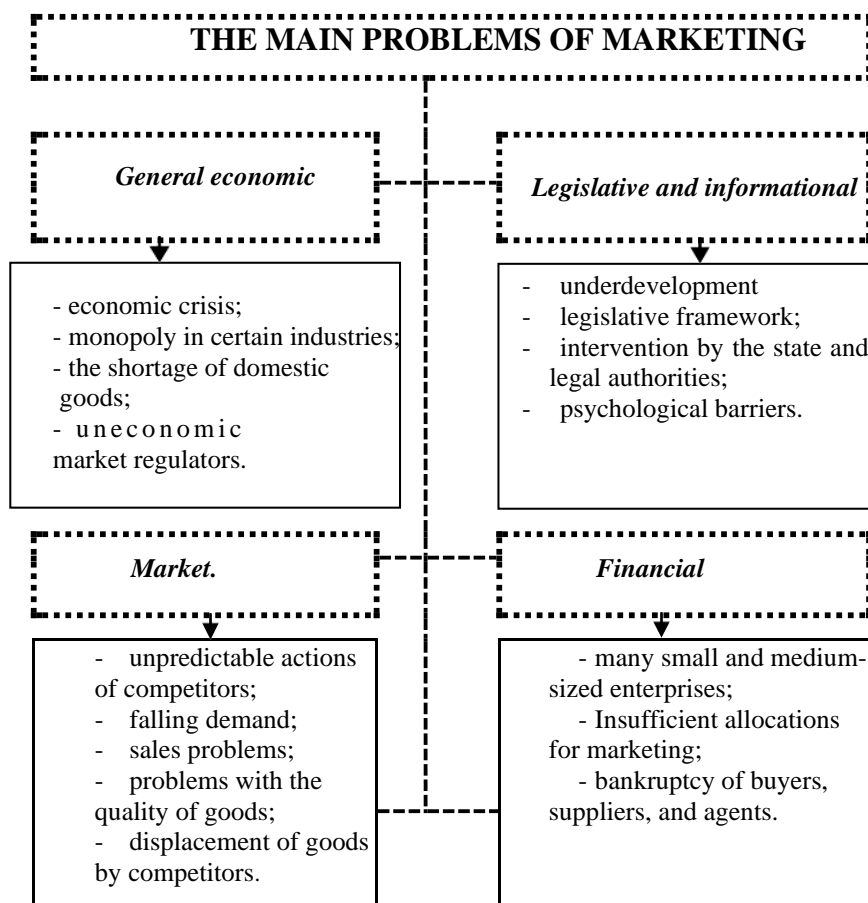 THE MAIN PROBLEMS OF MARKETING
General economic
- economic crisis;
- monopoly in certain industries;
- the shortage of domestic
goods;
- uneconomic
market regulators.
Legislative and informational
- underdevelopment
- legislative framework;
- intervention by the state and
legal authorities;
- psychological barriers.
Market.
- unpredictable actions
of competitors;
- falling demand;
- sales problems;
- problems with the
quality of goods;
- displacement of goods
by competitors.
Financial
- many small and medium-
sized enterprises;
- Insufficient allocations
for marketing;
- bankruptcy of buyers,
suppliers, and agents.